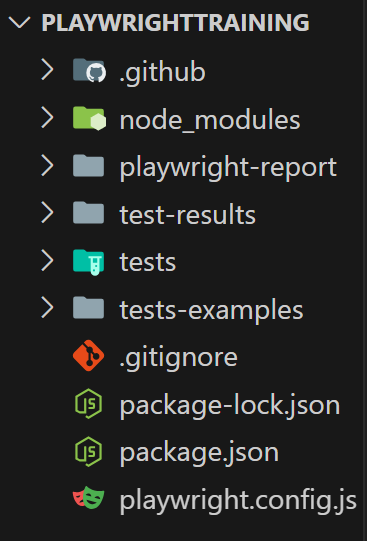 PLAYWRIGHTTRAINING
.github
node_modules
playwright-report
test-results
tests
tests-examples
.gitignore
package-lock.json
package.json
playwright.config.js